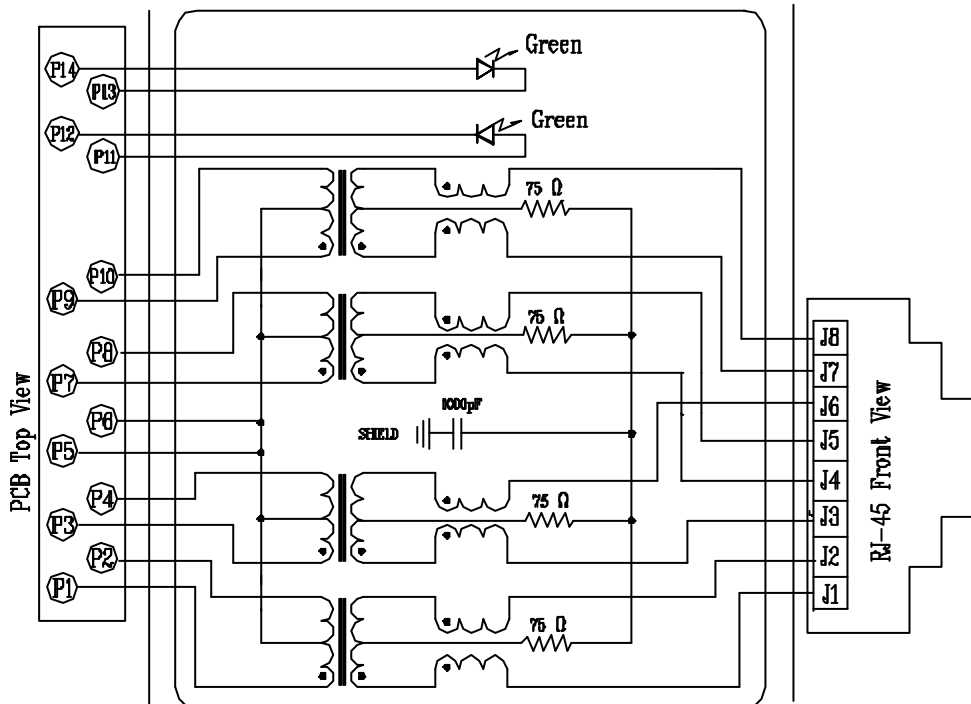 Green
P14
P13
Green
P12
P11
75 Ω
P10
P9
75 Ω
P8
P7
1000pF
SHIELD
P6
P5
P4
P3
75 Ω
P2
P1
75 Ω
PCB Top View
J8
J7
J6
J5
J4
J3
J2
J1
RJ-45 Front View